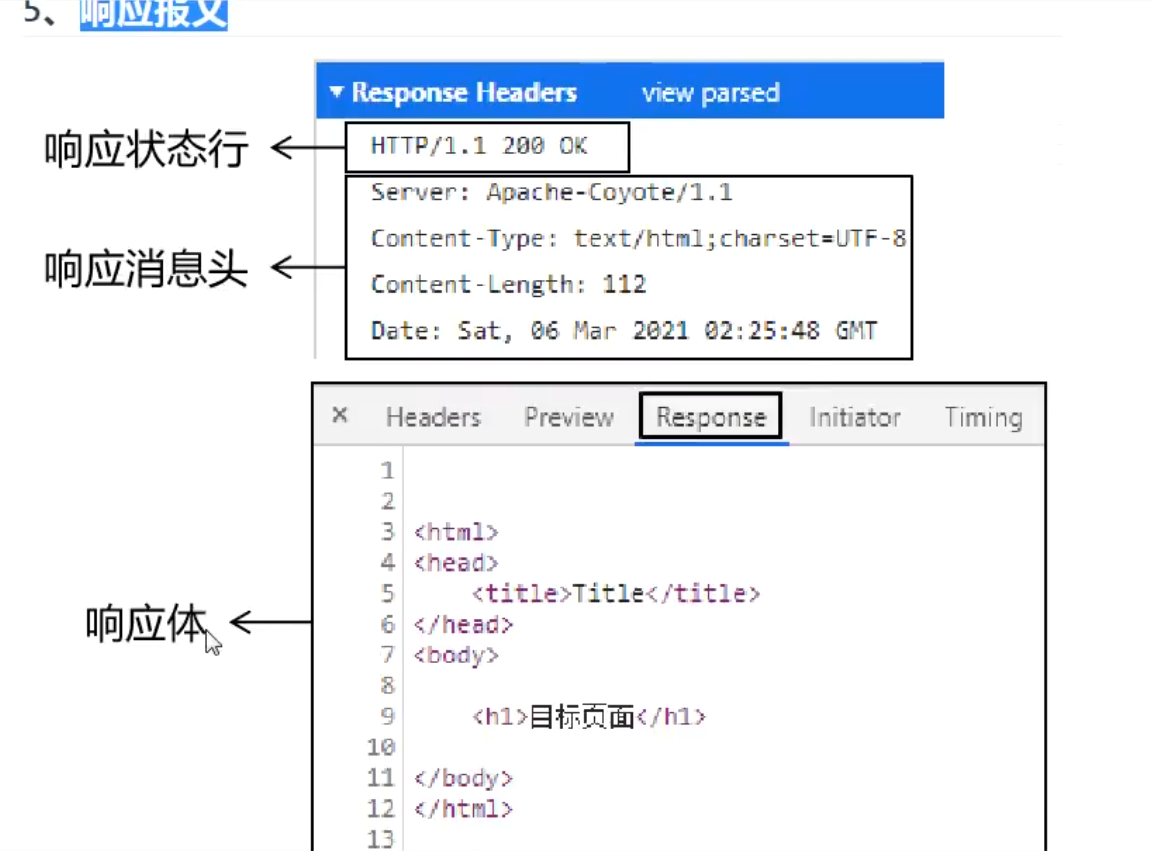 5、响应报文
▼ Response Headers view parsed
响应状态行
HTTP/1.1 200 OK
响应消息头
Server: Apache-Coyote/1.1
Content-Type: text/html;charset=UTF-8
Content-Length: 112
Date: Sat, 06 Mar 2021 02:25:48 GMT
× Headers Preview Response Initiator Timing
响应体
1
2
3 <html>
4 <head>
5 <title>Title</title>
6 </head>
7 <body>
8
9 <h1>目标页面</h1>
10
11 </body>
12 </html>
13